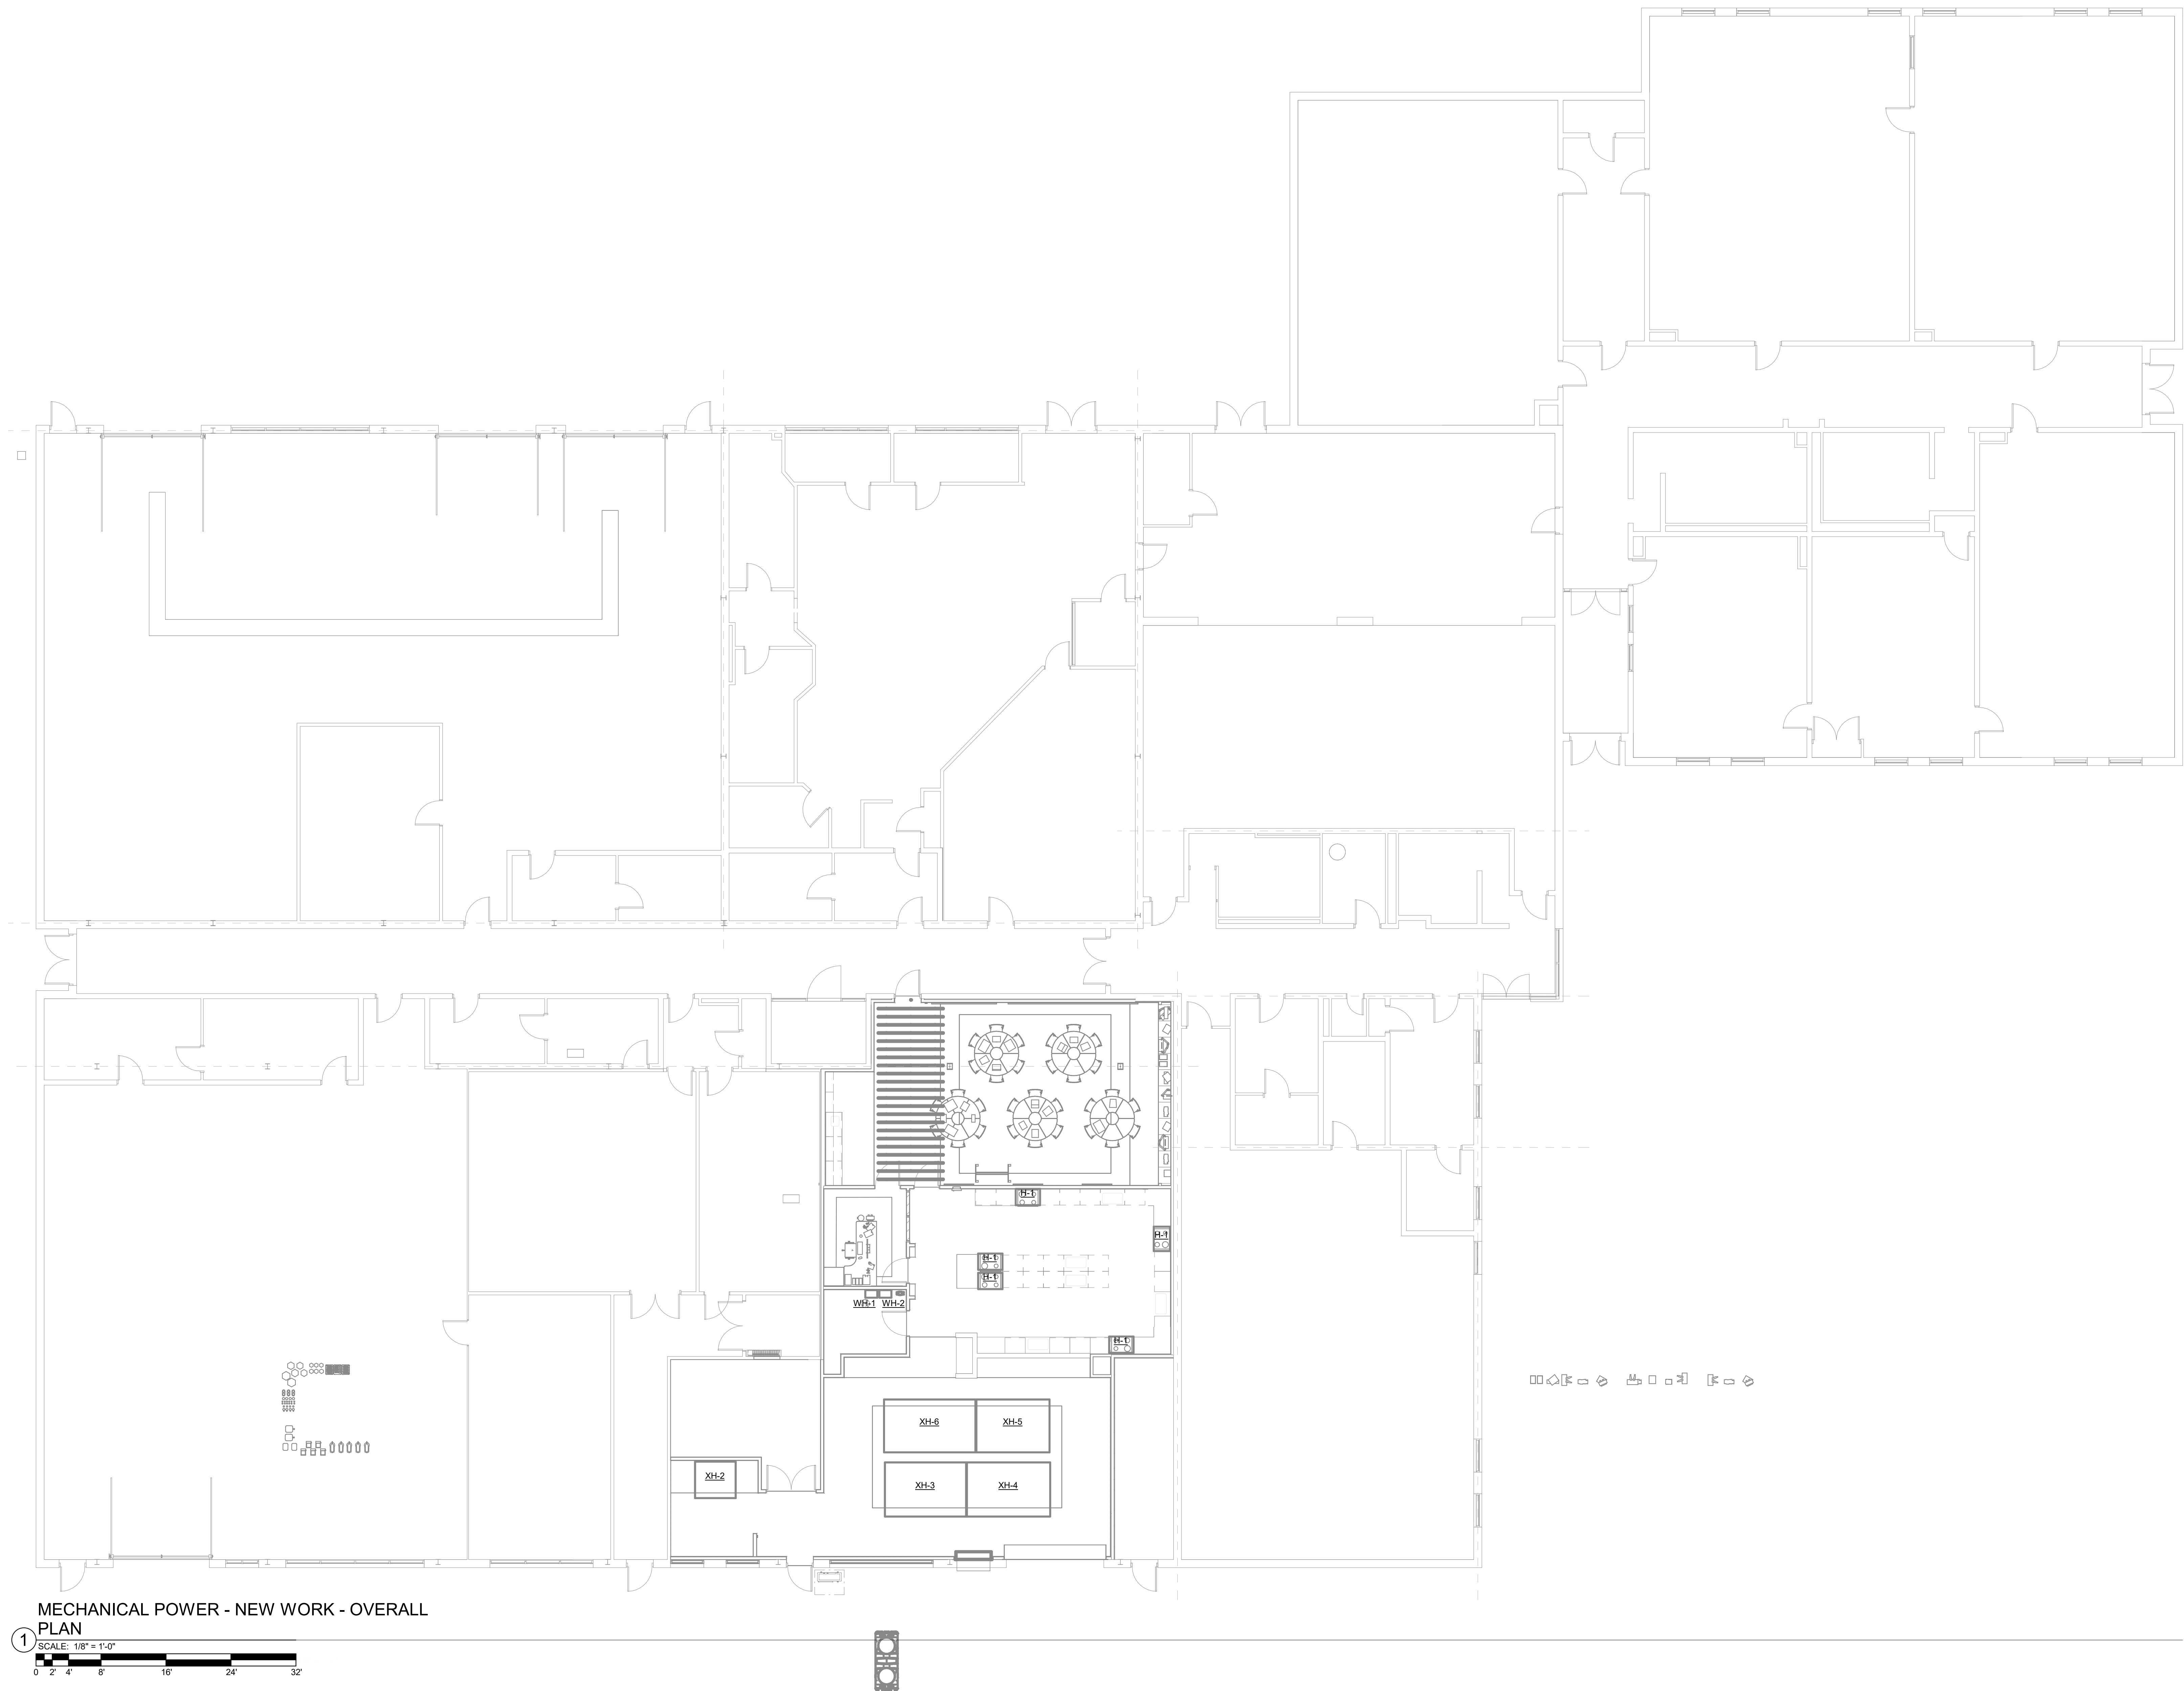 H-1
H-1
H-1
H-1
WH-1 WH-2
H-1
XH-6 XH-5
XH-2
XH-3 XH-4
MECHANICAL POWER - NEW WORK - OVERALL
PLAN
1
SCALE: 1/8" = 1'-0"
0 2' 4' 8' 16' 24' 32'